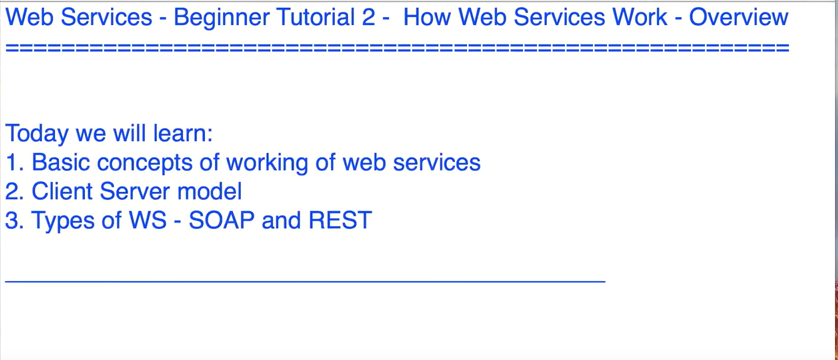 Web Services - Beginner Tutorial 2 -  How Web Services Work - Overview
========================================================
Today we will learn:
1. Basic concepts of working of web services
2. Client Server model
3. Types of WS - SOAP and REST